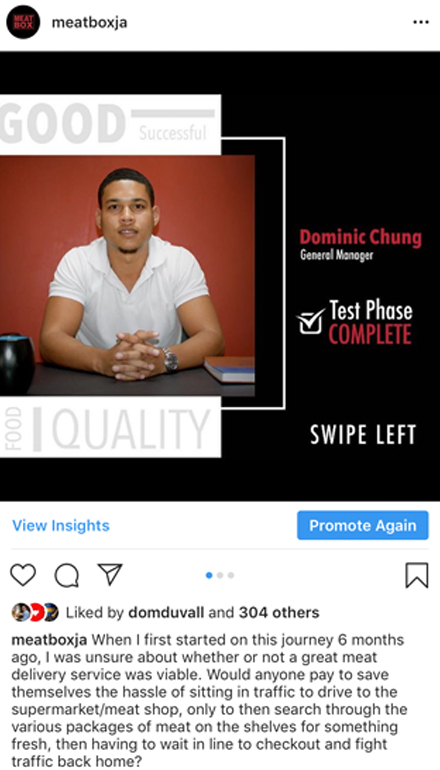 MEAT
BOX
meatboxja
GOOD
Successful
Dominic Chung
General Manager
Test Phase
COMPLETE
FOOD
QUALITY
SWIPE LEFT
View Insights
Promote Again
Liked by domduvall and 304 others
meatboxja When I first started on this journey 6 months
ago, I was unsure about whether or not a great meat
delivery service was viable. Would anyone pay to save
themselves the hassle of sitting in traffic to drive to the
supermarket/meat shop, only to then search through the
various packages of meat on the shelves for something
fresh, then having to wait in line to checkout and fight
traffic back home?